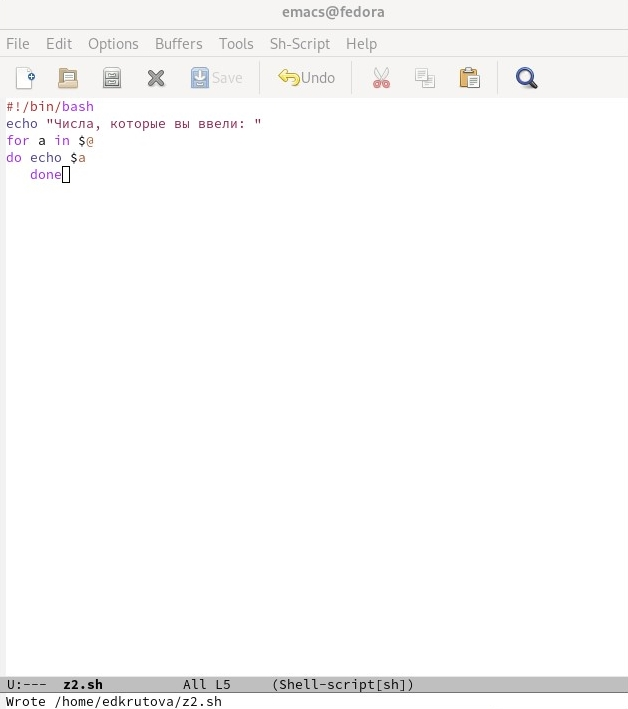 emacs@fedora
File Edit Options Buffers Tools Sh-Script Help
Save Undo
#!/bin/bash
echo "Числа, которые вы ввели: "
for a in $@
do echo $a
   done
U:--- z2.sh All L5 (Shell-script[sh])
Wrote /home/edkrutova/z2.sh